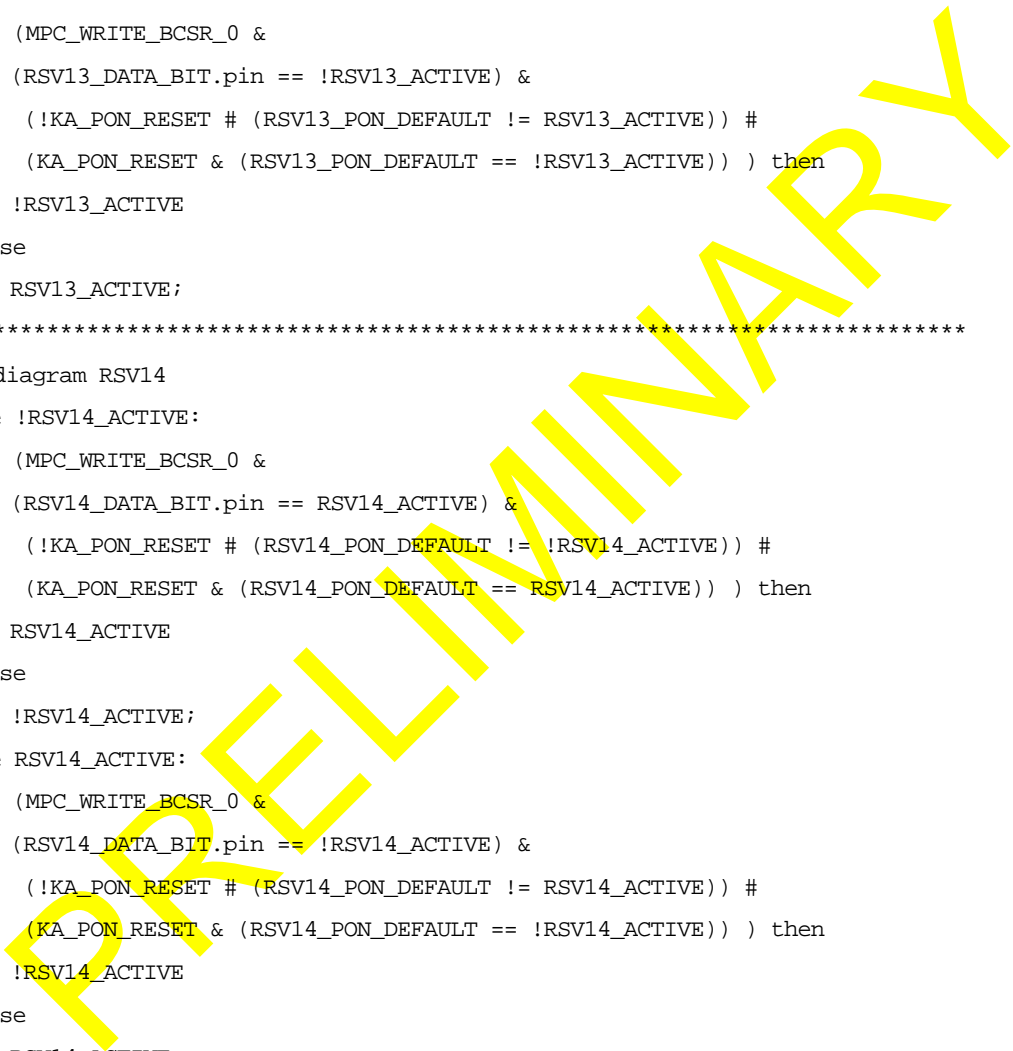 (MPC_WRITE_BCSR_0 &
(RSV13_DATA_BIT.pin == !RSV13_ACTIVE) &
(!KA_PON_RESET # (RSV13_PON_DEFAULT != RSV13_ACTIVE)) #
(KA_PON_RESET & (RSV13_PON_DEFAULT == !RSV13_ACTIVE)) ) then
!RSV13_ACTIVE
se
RSV13_ACTIVE;
**************************************************************************
diagram RSV14
!RSV14_ACTIVE:
(MPC_WRITE_BCSR_0 &
(RSV14_DATA_BIT.pin == RSV14_ACTIVE) &
(!KA_PON_RESET # (RSV14_PON_DEFAULT != !RSV14_ACTIVE)) #
(KA_PON_RESET & (RSV14_PON_DEFAULT == RSV14_ACTIVE)) ) then
RSV14_ACTIVE
se
!RSV14_ACTIVE;
RSV14_ACTIVE:
(MPC_WRITE_BCSR_0 &
(RSV14_DATA_BIT.pin == !RSV14_ACTIVE) &
(!KA_PON_RESET # (RSV14_PON_DEFAULT != RSV14_ACTIVE)) #
(KA_PON_RESET & (RSV14_PON_DEFAULT == !RSV14_ACTIVE)) ) then
!RSV14_ACTIVE
se
PRELIMINARY